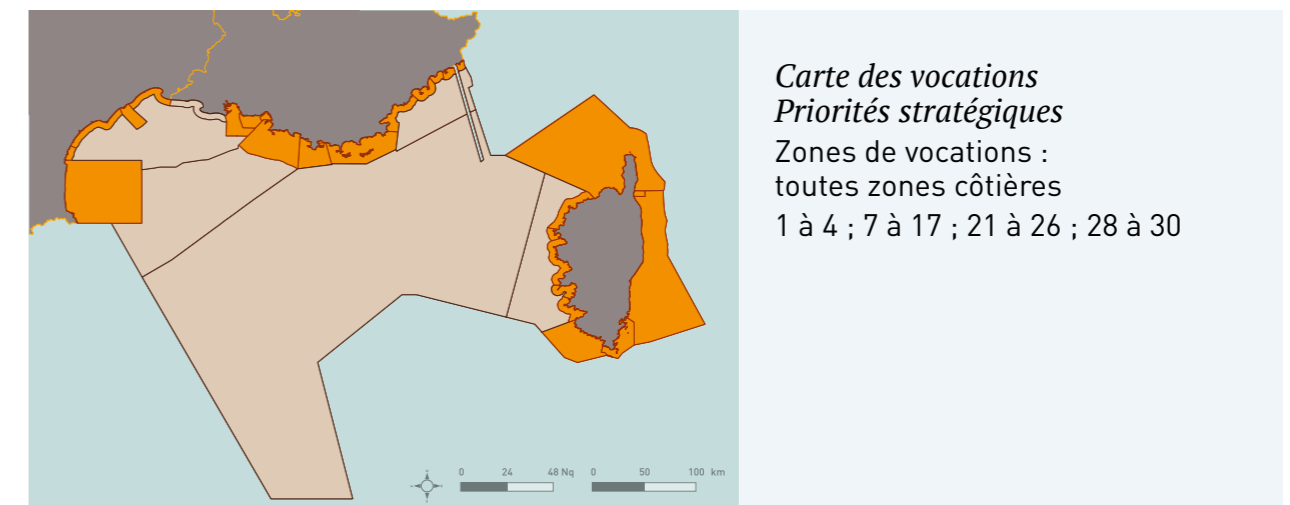 Carte des vocations
Priorités stratégiques
Zones de vocations :
toutes zones côtières
1 à 4 ; 7 à 17 ; 21 à 26 ; 28 à 30
0 24 48 Nq 0 50 100 km